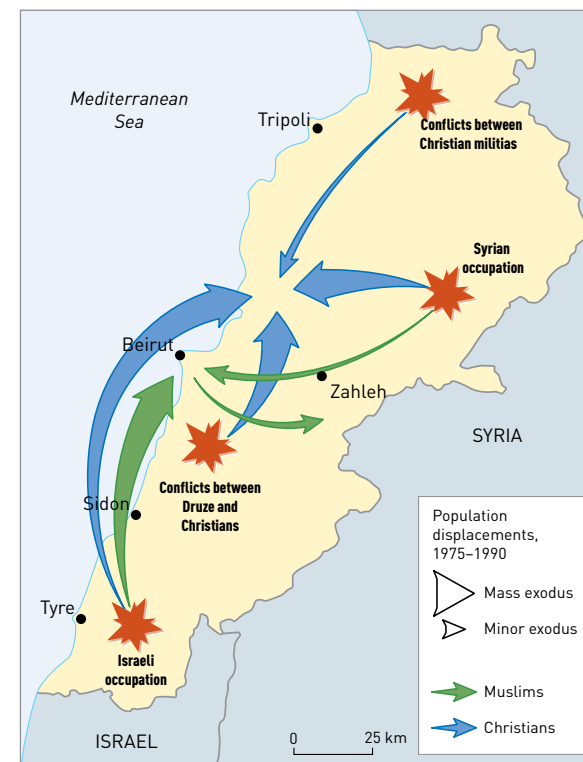 Mediterranean
Sea
Tripoli
Conflicts between
Christian militias
Syrian
occupation
Beirut
Zahleh
SYRIA
Conflicts between
Druze and
Christians
Sidon
Tyre
Israeli
occupation
ISRAEL
0 25 km
Population
displacements,
1975–1990
Mass exodus
Minor exodus
Muslims
Christians